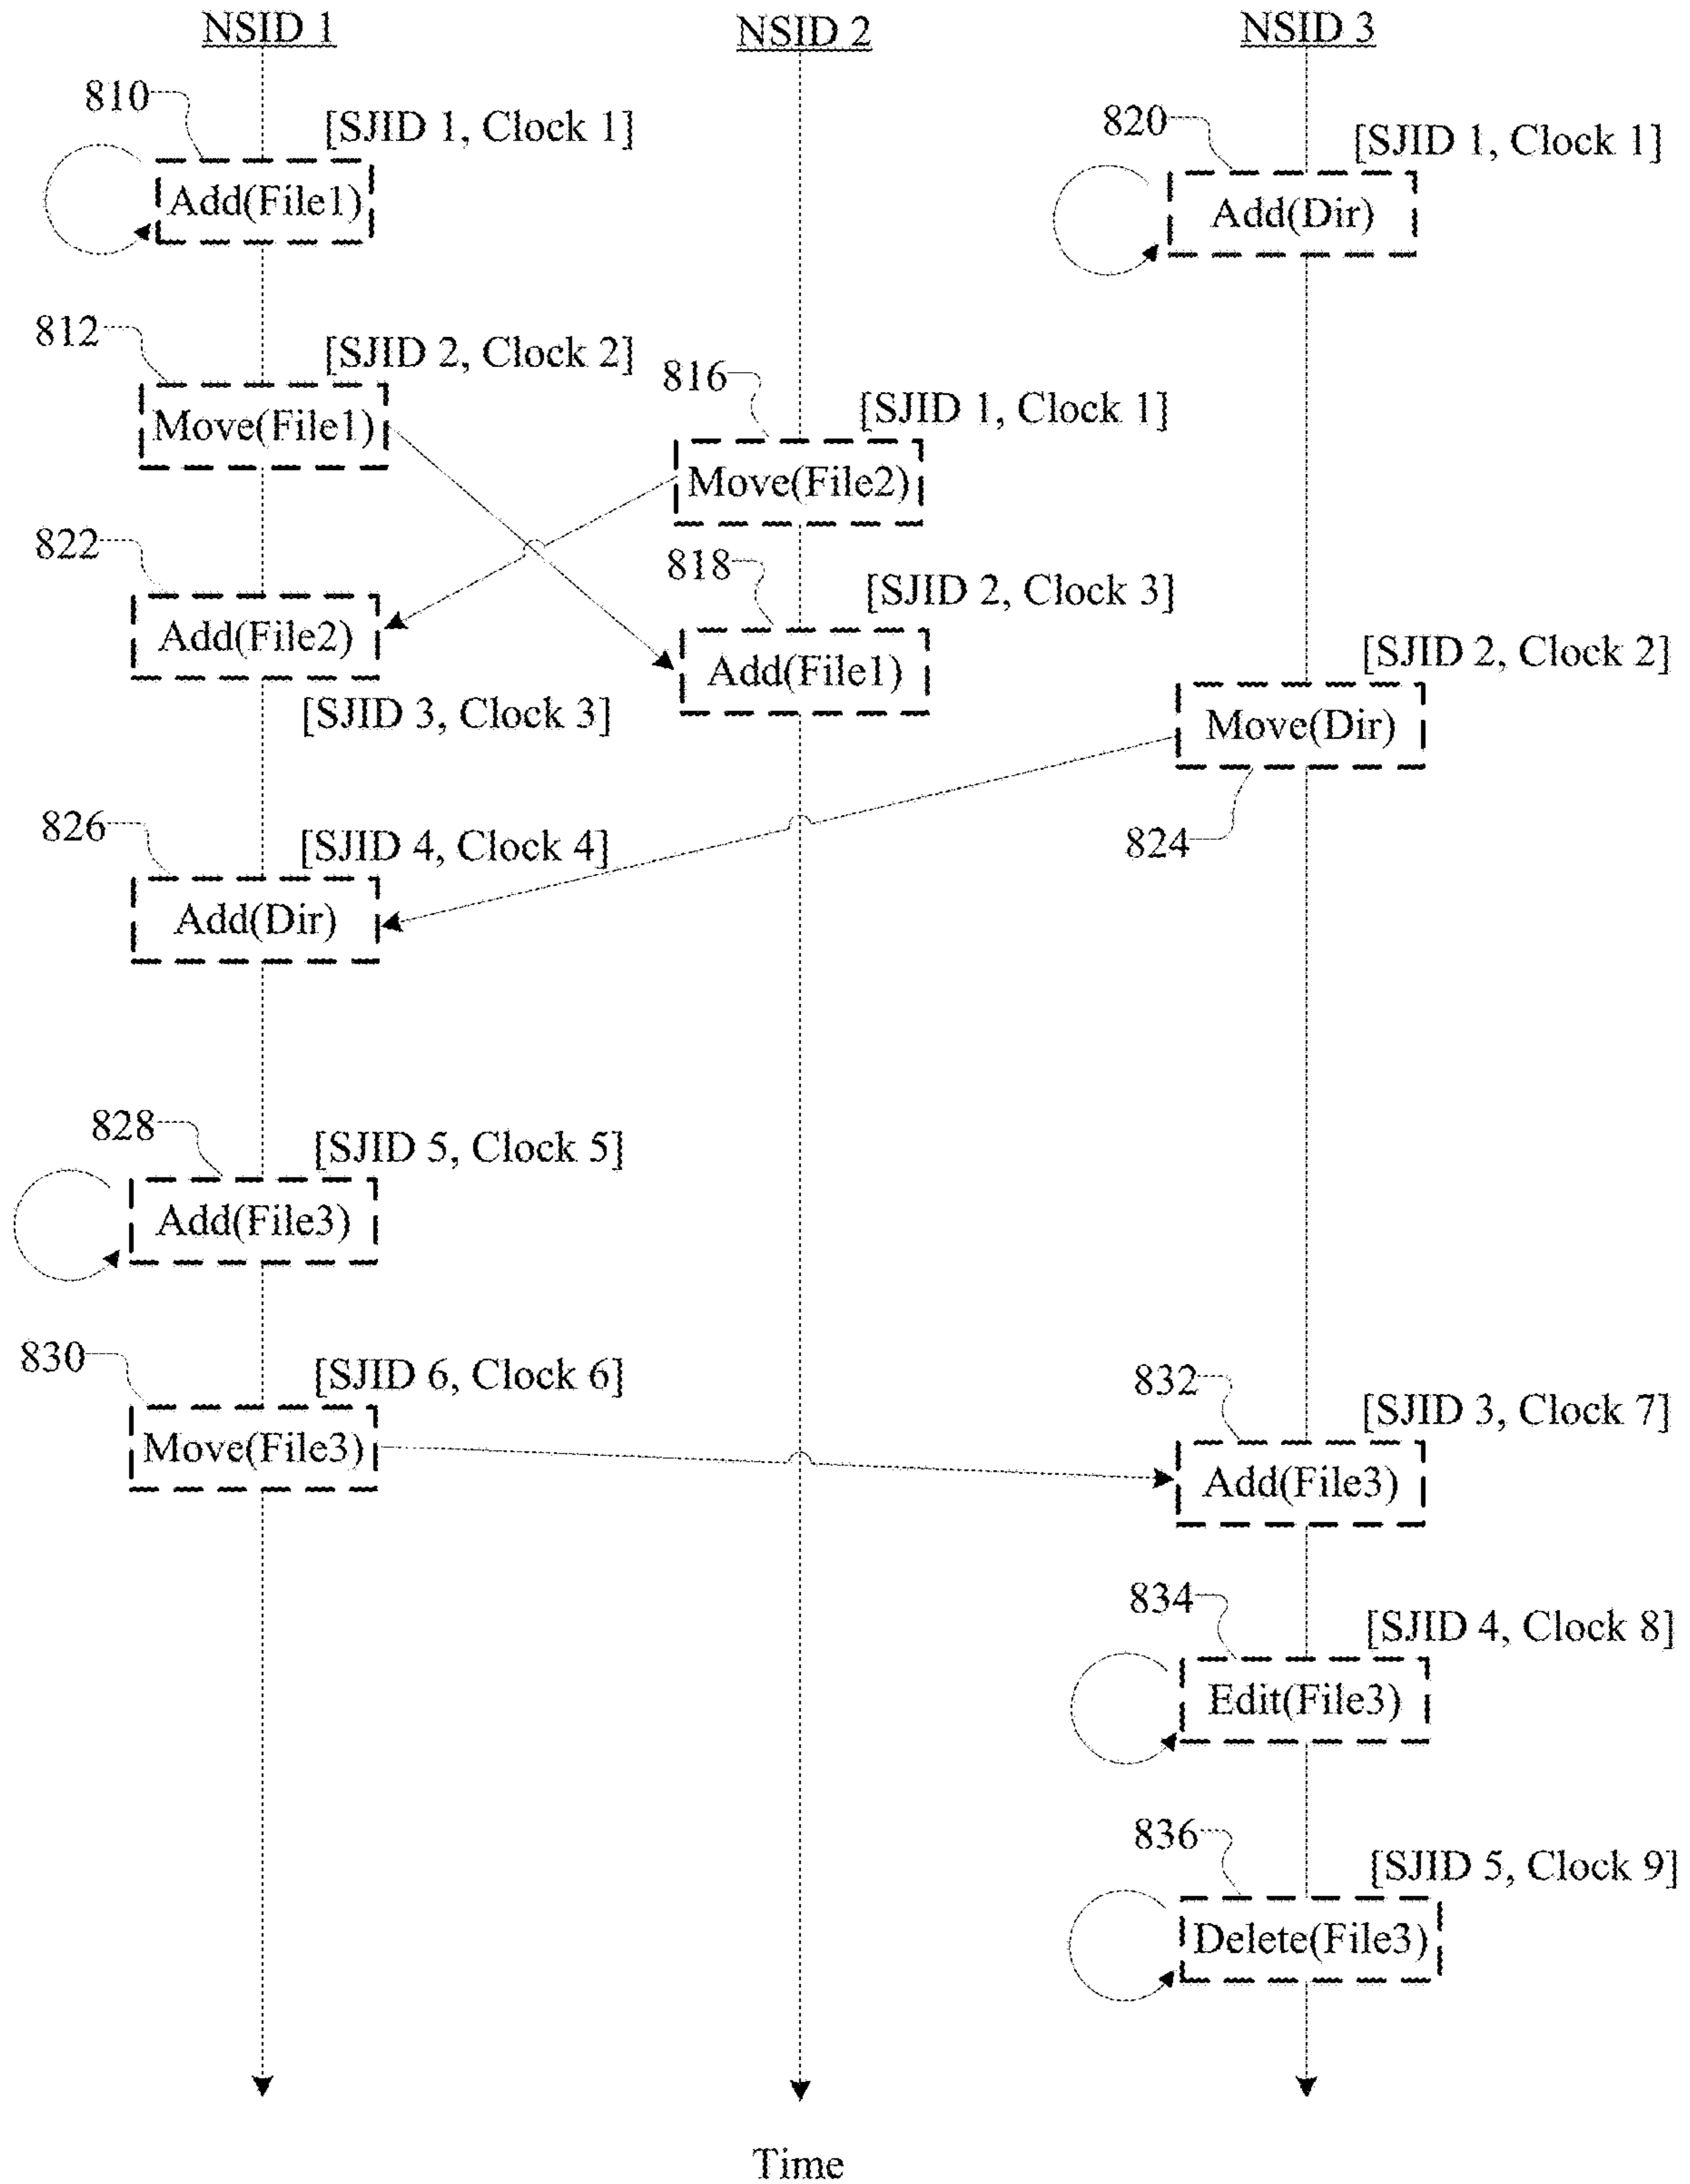 NSID 1
NSID 2
NSID 3
810
[SJID 1, Clock 1]
Add(File1)
820
[SJID 1, Clock 1]
Add(Dir)
812
[SJID 2, Clock 2]
Move(File1)
816
[SJID 1, Clock 1]
Move(File2)
822
Add(File2)
[SJID 3, Clock 3]
818
[SJID 2, Clock 3]
Add(File1)
[SJID 2, Clock 2]
Move(Dir)
824
826
[SJID 4, Clock 4]
Add(Dir)
828
[SJID 5, Clock 5]
Add(File3)
830
[SJID 6, Clock 6]
Move(File3)
832
[SJID 3, Clock 7]
Add(File3)
834
[SJID 4, Clock 8]
Edit(File3)
836
[SJID 5, Clock 9]
Delete(File3)
Time